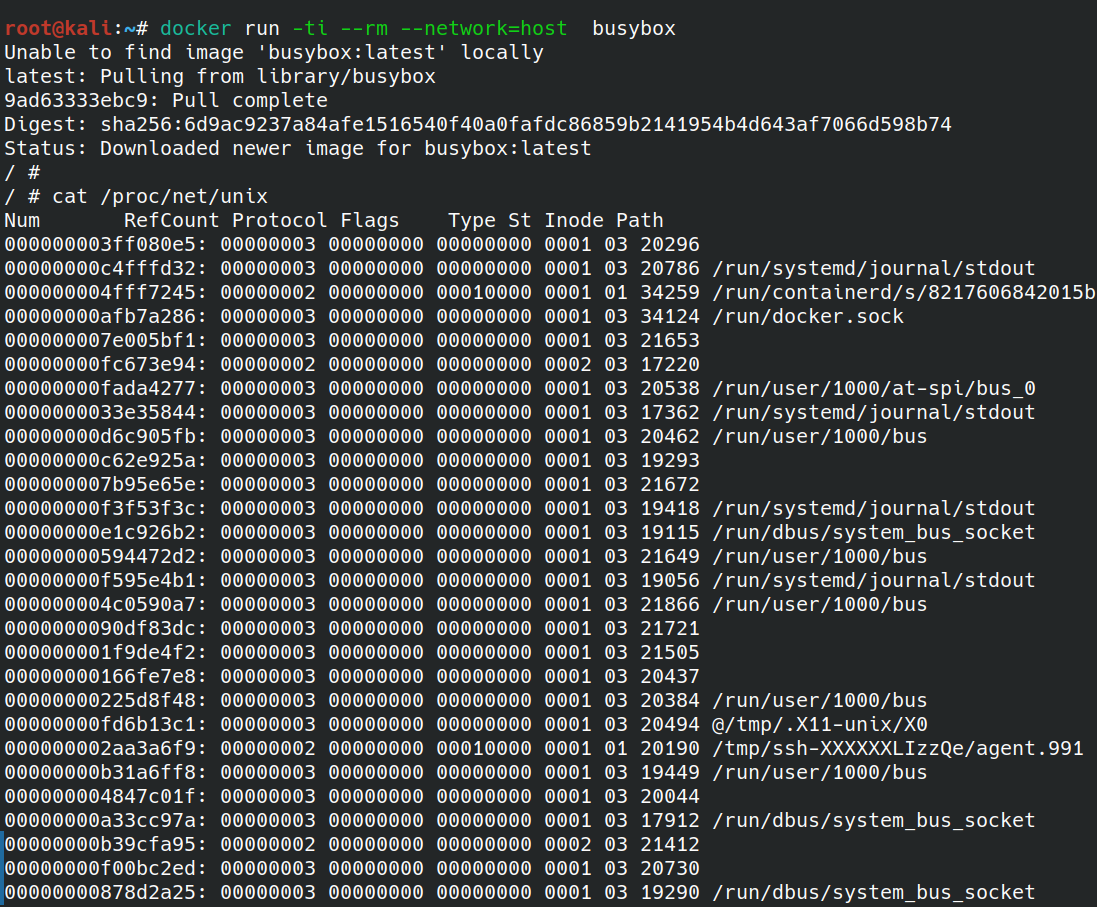 root@kali:~# docker run -ti --rm --network=host  busybox
Unable to find image 'busybox:latest' locally
latest: Pulling from library/busybox
9ad63333ebc9: Pull complete
Digest: sha256:6d9ac9237a84afe1516540f40a0fafdc86859b2141954b4d643af7066d598b74
Status: Downloaded newer image for busybox:latest
/ #
/ # cat /proc/net/unix
Num       RefCount Protocol Flags    Type St Inode Path
000000003ff080e5: 00000003 00000000 00000000 0001 03 20296
00000000c4fffd32: 00000003 00000000 00000000 0001 03 20786 /run/systemd/journal/stdout
000000004fff7245: 00000002 00000000 00010000 0001 01 34259 /run/containerd/s/8217606842015b
00000000afb7a286: 00000003 00000000 00000000 0001 03 34124 /run/docker.sock
000000007e005bf1: 00000003 00000000 00000000 0001 03 21653
00000000fc673e94: 00000002 00000000 00000000 0002 03 17220
00000000fada4277: 00000003 00000000 00000000 0001 03 20538 /run/user/1000/at-spi/bus_0
0000000033e35844: 00000003 00000000 00000000 0001 03 17362 /run/systemd/journal/stdout
00000000d6c905fb: 00000003 00000000 00000000 0001 03 20462 /run/user/1000/bus
00000000c62e925a: 00000003 00000000 00000000 0001 03 19293
000000007b95e65e: 00000003 00000000 00000000 0001 03 21672
00000000f3f53f3c: 00000003 00000000 00000000 0001 03 19418 /run/systemd/journal/stdout
00000000e1c926b2: 00000003 00000000 00000000 0001 03 19115 /run/dbus/system_bus_socket
00000000594472d2: 00000003 00000000 00000000 0001 03 21649 /run/user/1000/bus
00000000f595e4b1: 00000003 00000000 00000000 0001 03 19056 /run/systemd/journal/stdout
000000004c0590a7: 00000003 00000000 00000000 0001 03 21866 /run/user/1000/bus
0000000090df83dc: 00000003 00000000 00000000 0001 03 21721
000000001f9de4f2: 00000003 00000000 00000000 0001 03 21505
00000000166fe7e8: 00000003 00000000 00000000 0001 03 20437
00000000225d8f48: 00000003 00000000 00000000 0001 03 20384 /run/user/1000/bus
00000000fd6b13c1: 00000003 00000000 00000000 0001 03 20494 @/tmp/.X11-unix/X0
000000002aa3a6f9: 00000002 00000000 00010000 0001 01 20190 /tmp/ssh-XXXXXXLIzzQe/agent.991
00000000b31a6ff8: 00000003 00000000 00000000 0001 03 19449 /run/user/1000/bus
000000004847c01f: 00000003 00000000 00000000 0001 03 20044
00000000a33cc97a: 00000003 00000000 00000000 0001 03 17912 /run/dbus/system_bus_socket
00000000b39cfa95: 00000002 00000000 00000000 0002 03 21412
00000000f00bc2ed: 00000003 00000000 00000000 0001 03 20730
00000000878d2a25: 00000003 00000000 00000000 0001 03 19290 /run/dbus/system_bus_socket